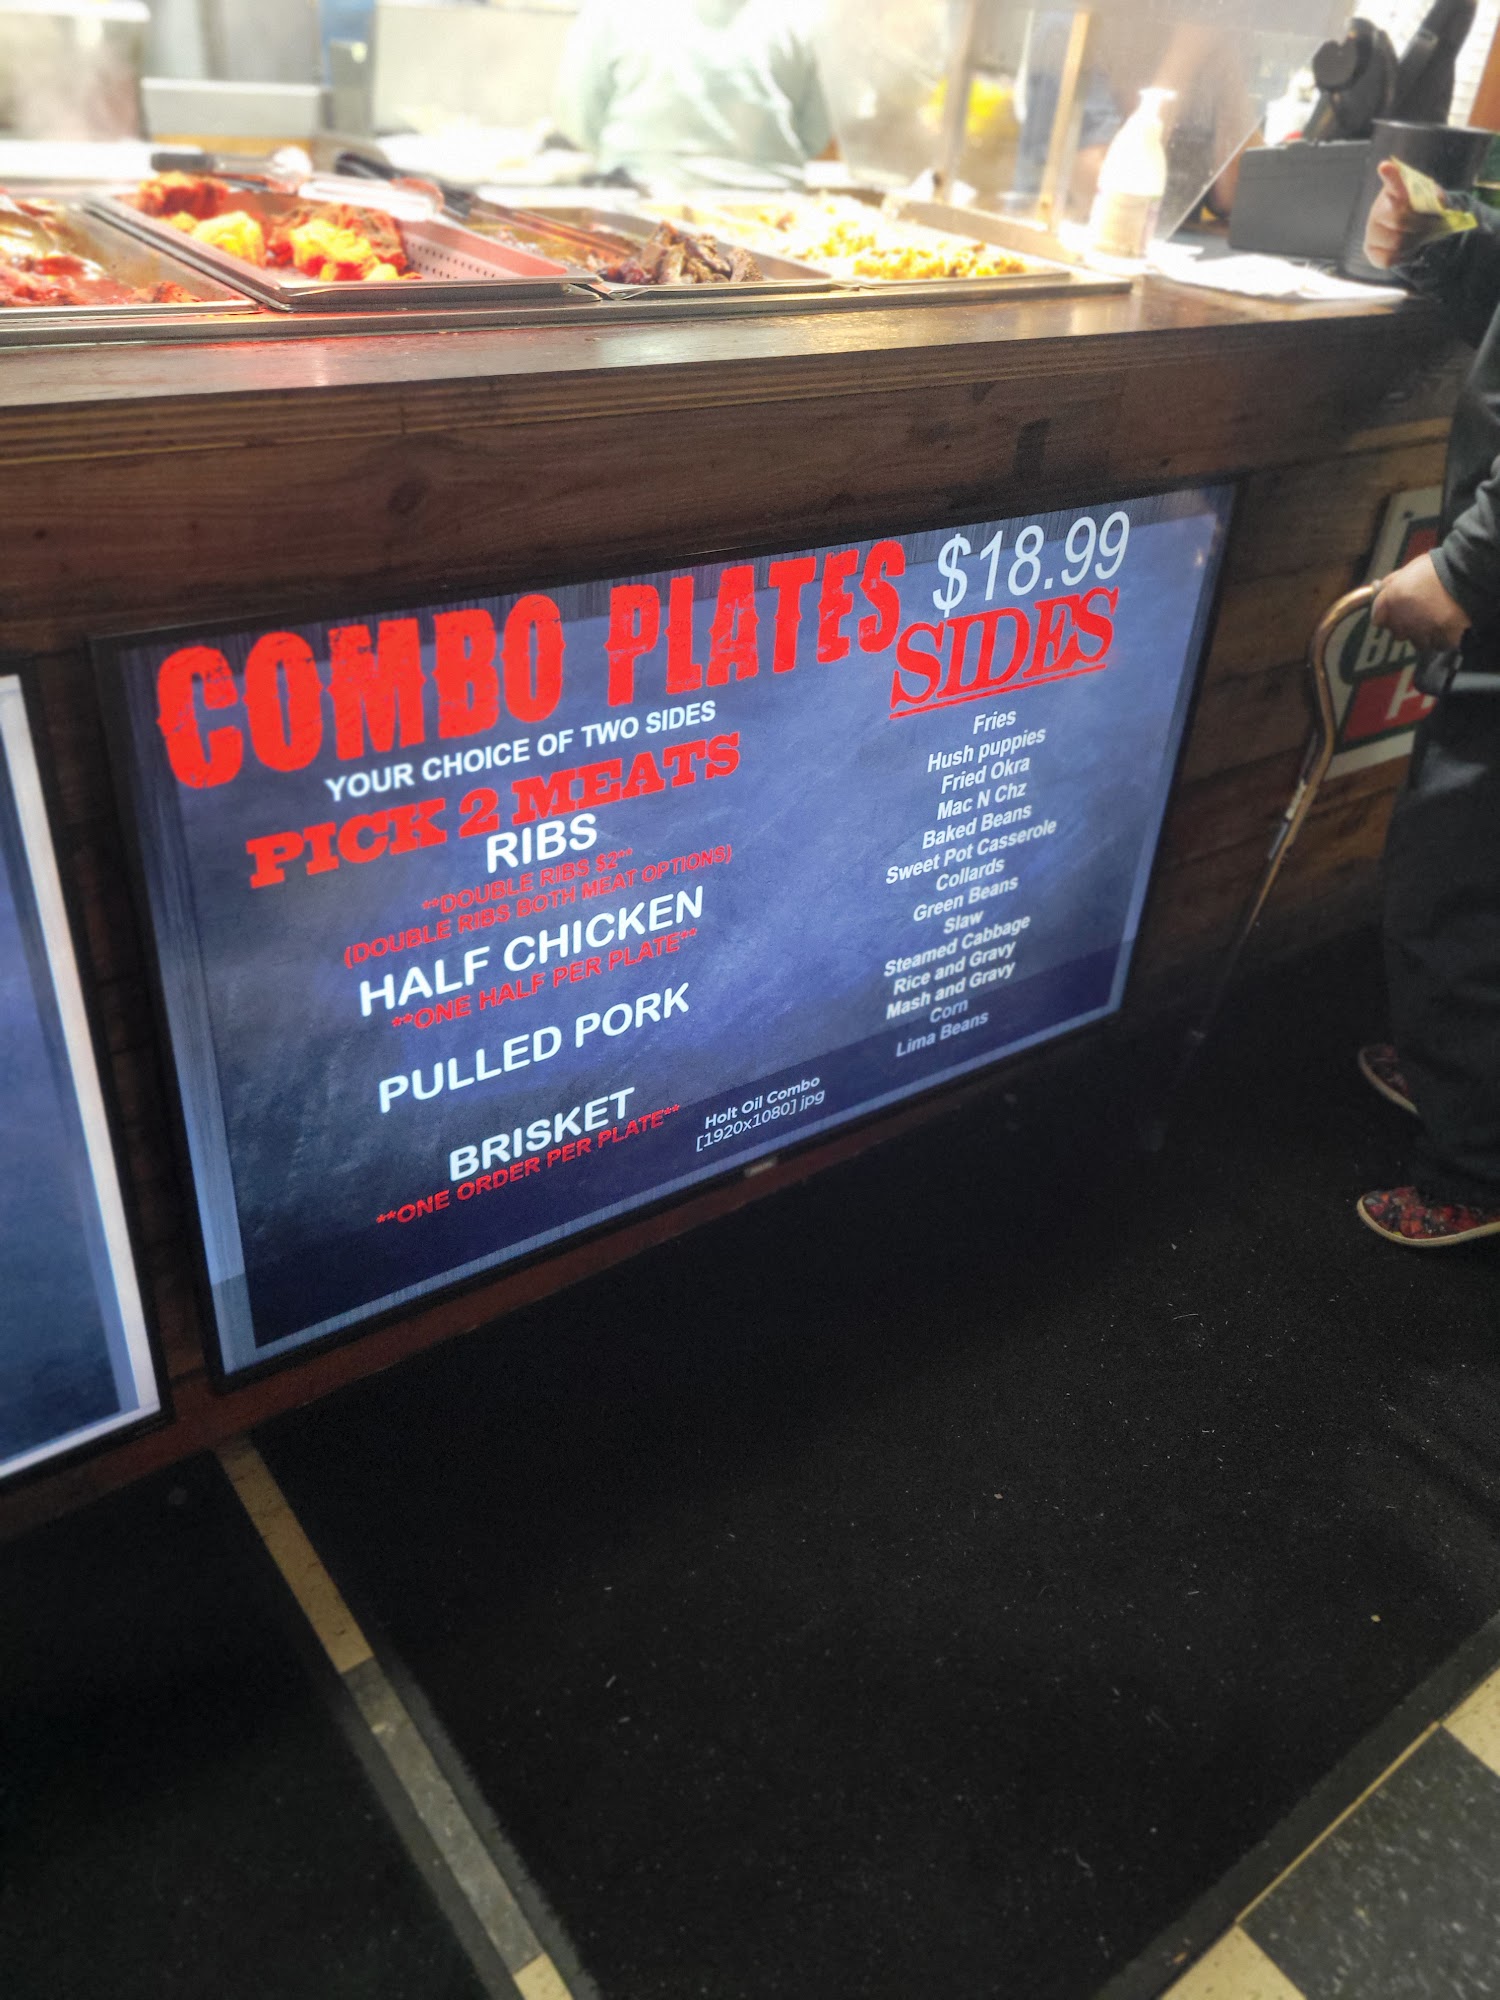 COMBO PLATES $18.99
YOUR CHOICE OF TWO SIDES
PICK 2 MEATS
RIBS
**DOUBLE RIBS $2**
(DOUBLE RIBS BOTH MEAT OPTIONS)
HALF CHICKEN
**ONE HALF PER PLATE**
PULLED PORK
BRISKET
**ONE ORDER PER PLATE**
Holt Oil Combo
[1920x1080] jpg
SIDES
Fries
Hush puppies
Fried Okra
Mac N Chz
Baked Beans
Sweet Pot Casserole
Collards
Green Beans
Slaw
Steamed Cabbage
Rice and Gravy
Mash and Gravy
Corn
Lima Beans